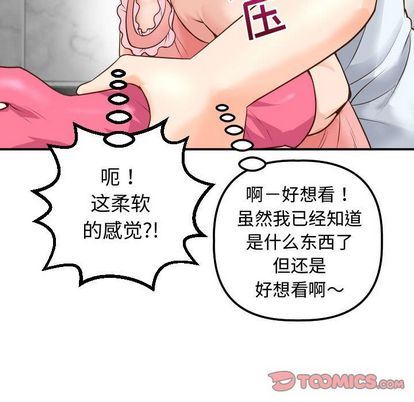 压
呃！
这柔软
的感觉?!
啊－好想看！
虽然我已经知道
是什么东西了
但还是
好想看啊～
TOOMICS.COM